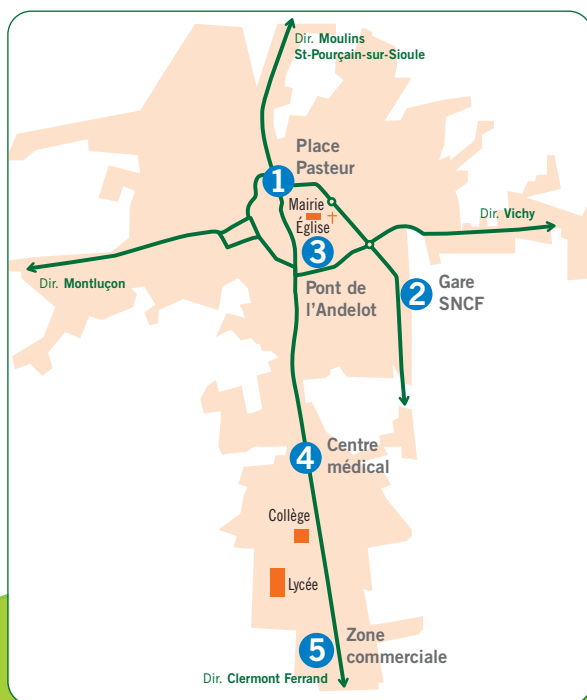 Dir. Moulins
St-Pourçain-sur-Sioule
Place
Pasteur
1
Mairie
Église
Dir. Vichy
3
Dir. Montluçon
Pont de
l'Andelot
2
Gare
SNCF
4
Centre
médical
Collège
Lycée
5
Zone
commerciale
Dir. Clermont Ferrand